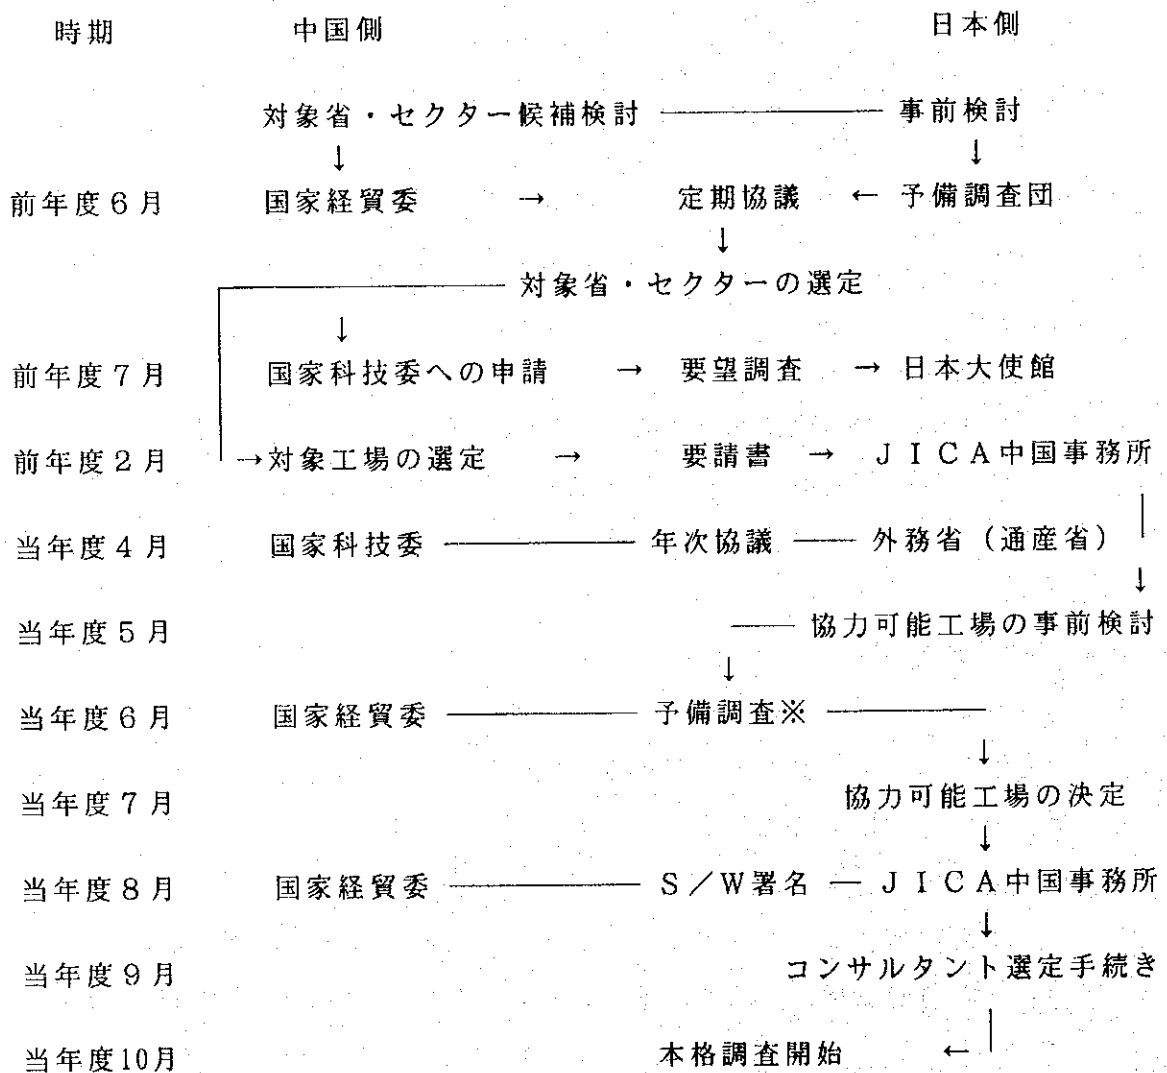 時期 中国側 日本側
対象省・セクター候補検討 ――― 事前検討
↓ ↓
前年度6月 国家経貿委 → 定期協議 ← 予備調査団
↓
対象省・セクターの選定
↓
前年度7月 国家科技委への申請 → 要望調査 → 日本大使館
前年度2月 →対象工場の選定 → 要請書 → JICA中国事務所
当年度4月 国家科技委 ――― 年次協議 ―― 外務省(通産省)
↓
当年度5月 ―― 協力可能工場の事前検討
↓
当年度6月 国家経貿委 ――― 予備調査※ ―――
↓
当年度7月 協力可能工場の決定
↓
当年度8月 国家経貿委 ――― S/W署名 ― JICA中国事務所
↓
当年度9月 コンサルタント選定手続き
当年度10月 本格調査開始 ←